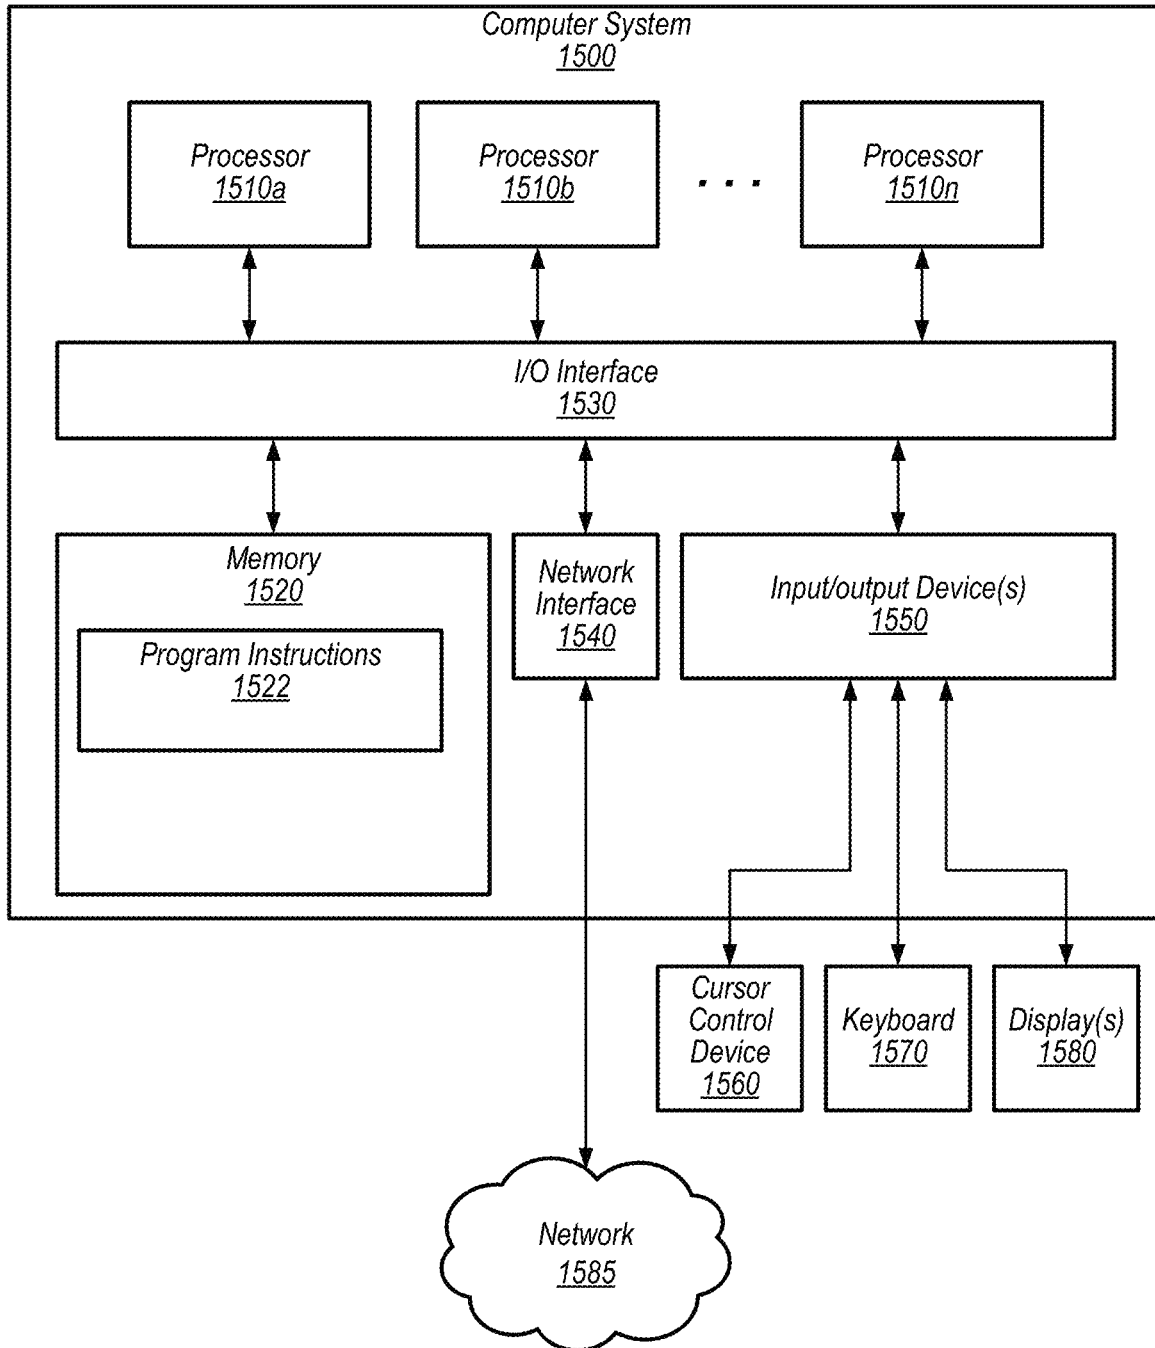 Computer System
1500
Processor
1510a
Processor
1510b
. . .
Processor
1510n
I/O Interface
1530
Memory
1520
Program Instructions
1522
Network
Interface
1540
Input/output Device(s)
1550
Cursor
Control
Device
1560
Keyboard
1570
Display(s)
1580
Network
1585